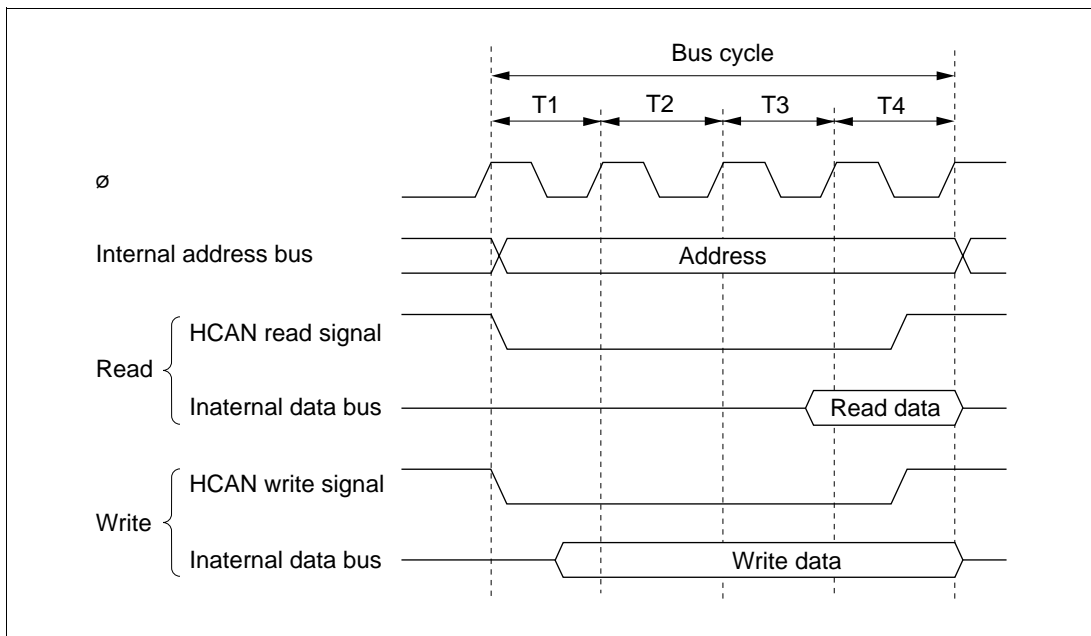 Bus cycle
T1 T2 T3 T4
ø
Internal address bus Address
HCAN read signal
Read
Inaternal data bus Read data
HCAN write signal
Write
Inaternal data bus Write data